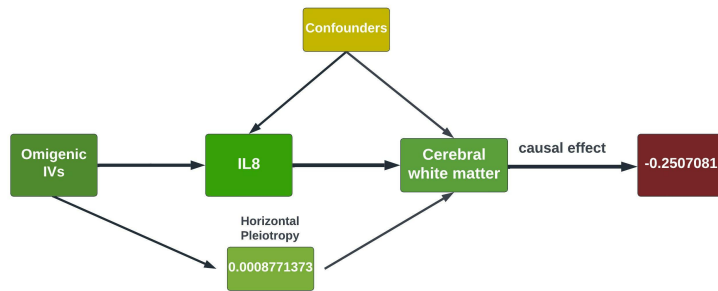 Confounders
Omigenic
IVs
IL8
Cerebral
white matter
causal effect
-0.2507081
Horizontal
Pleiotropy
0.0008771373